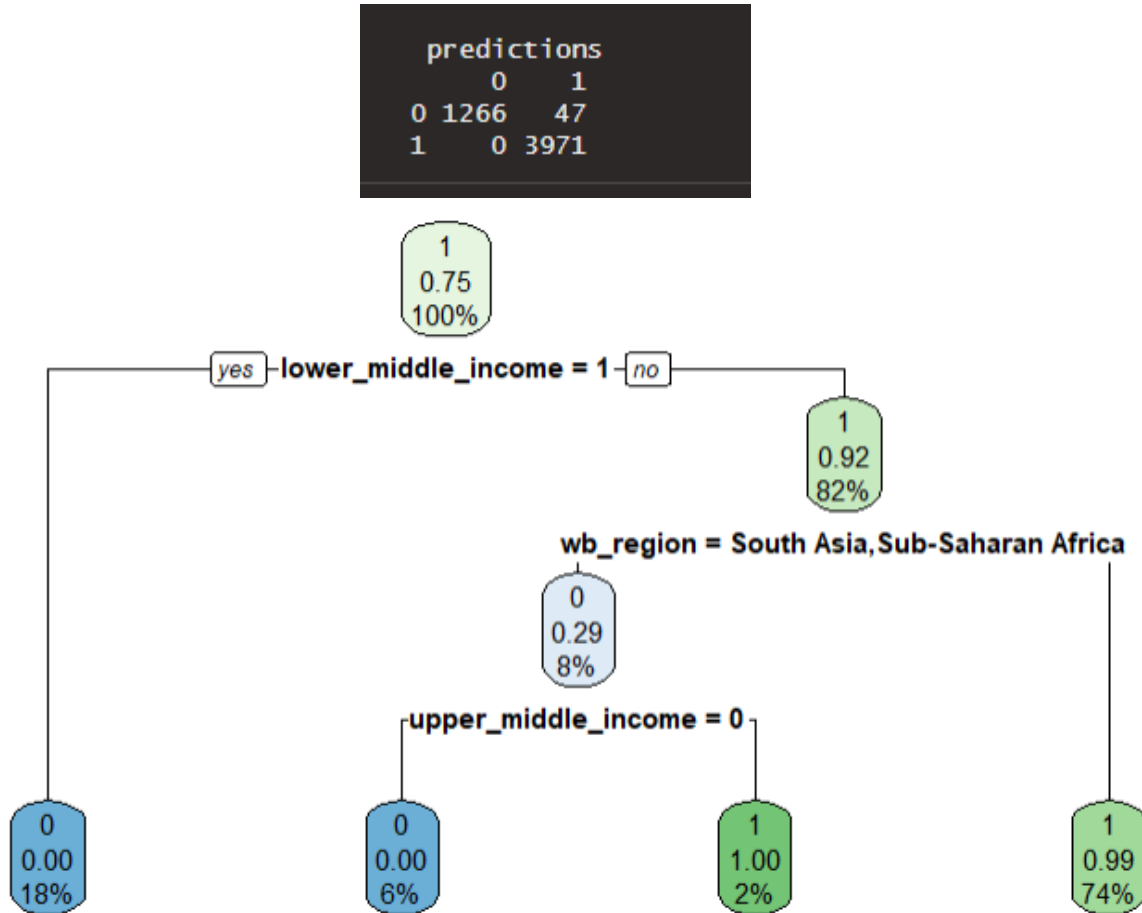 predictions
0 1
0 1266 47
1 0 3971
1
0.75
100%
yes lower_middle_income = 1 no
1
0.92
82%
wb_region = South Asia,Sub-Saharan Africa
0
0.29
8%
upper_middle_income = 0
0 0 1 1
0.00 0.00 1.00 0.99
18% 6% 2% 74%